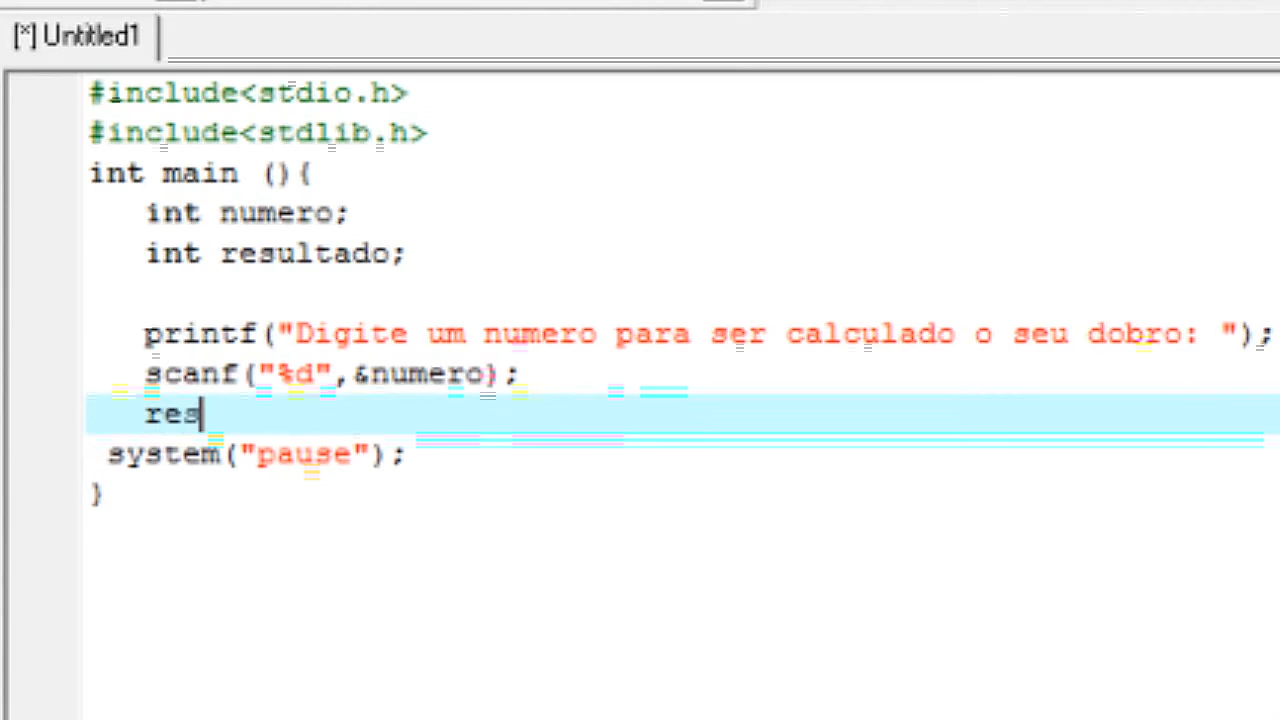 [*] Untitled1
#include<stdio.h>
#include<stdlib.h>
int main (){
int numero;
int resultado;
printf("Digite um numero para ser calculado o seu dobro: ");
scanf("%d",&numero);
res
system("pause");
}